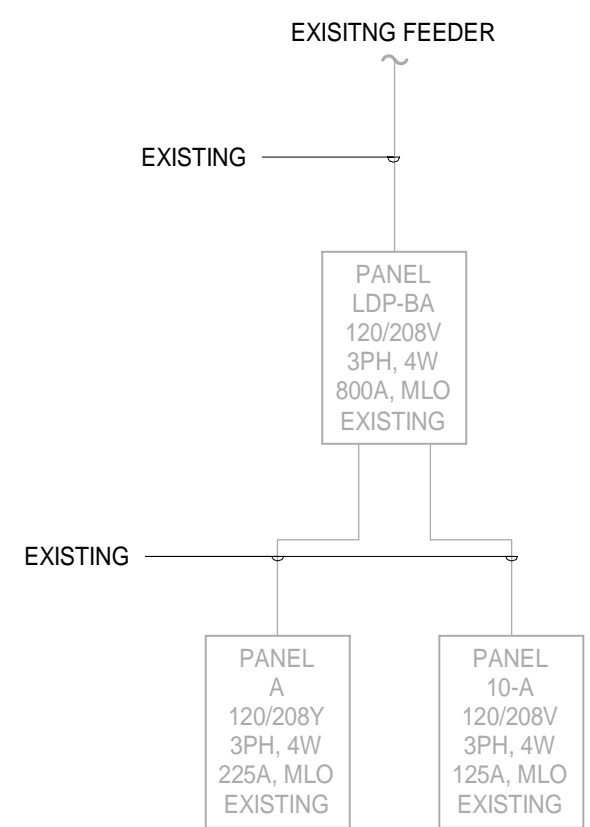 EXISITNG FEEDER
EXISTING
PANEL
LDP-BA
120/208V
3PH, 4W
800A, MLO
EXISTING
EXISTING
PANEL
A
120/208Y
3PH, 4W
225A, MLO
EXISTING
PANEL
10-A
120/208V
3PH, 4W
125A, MLO
EXISTING